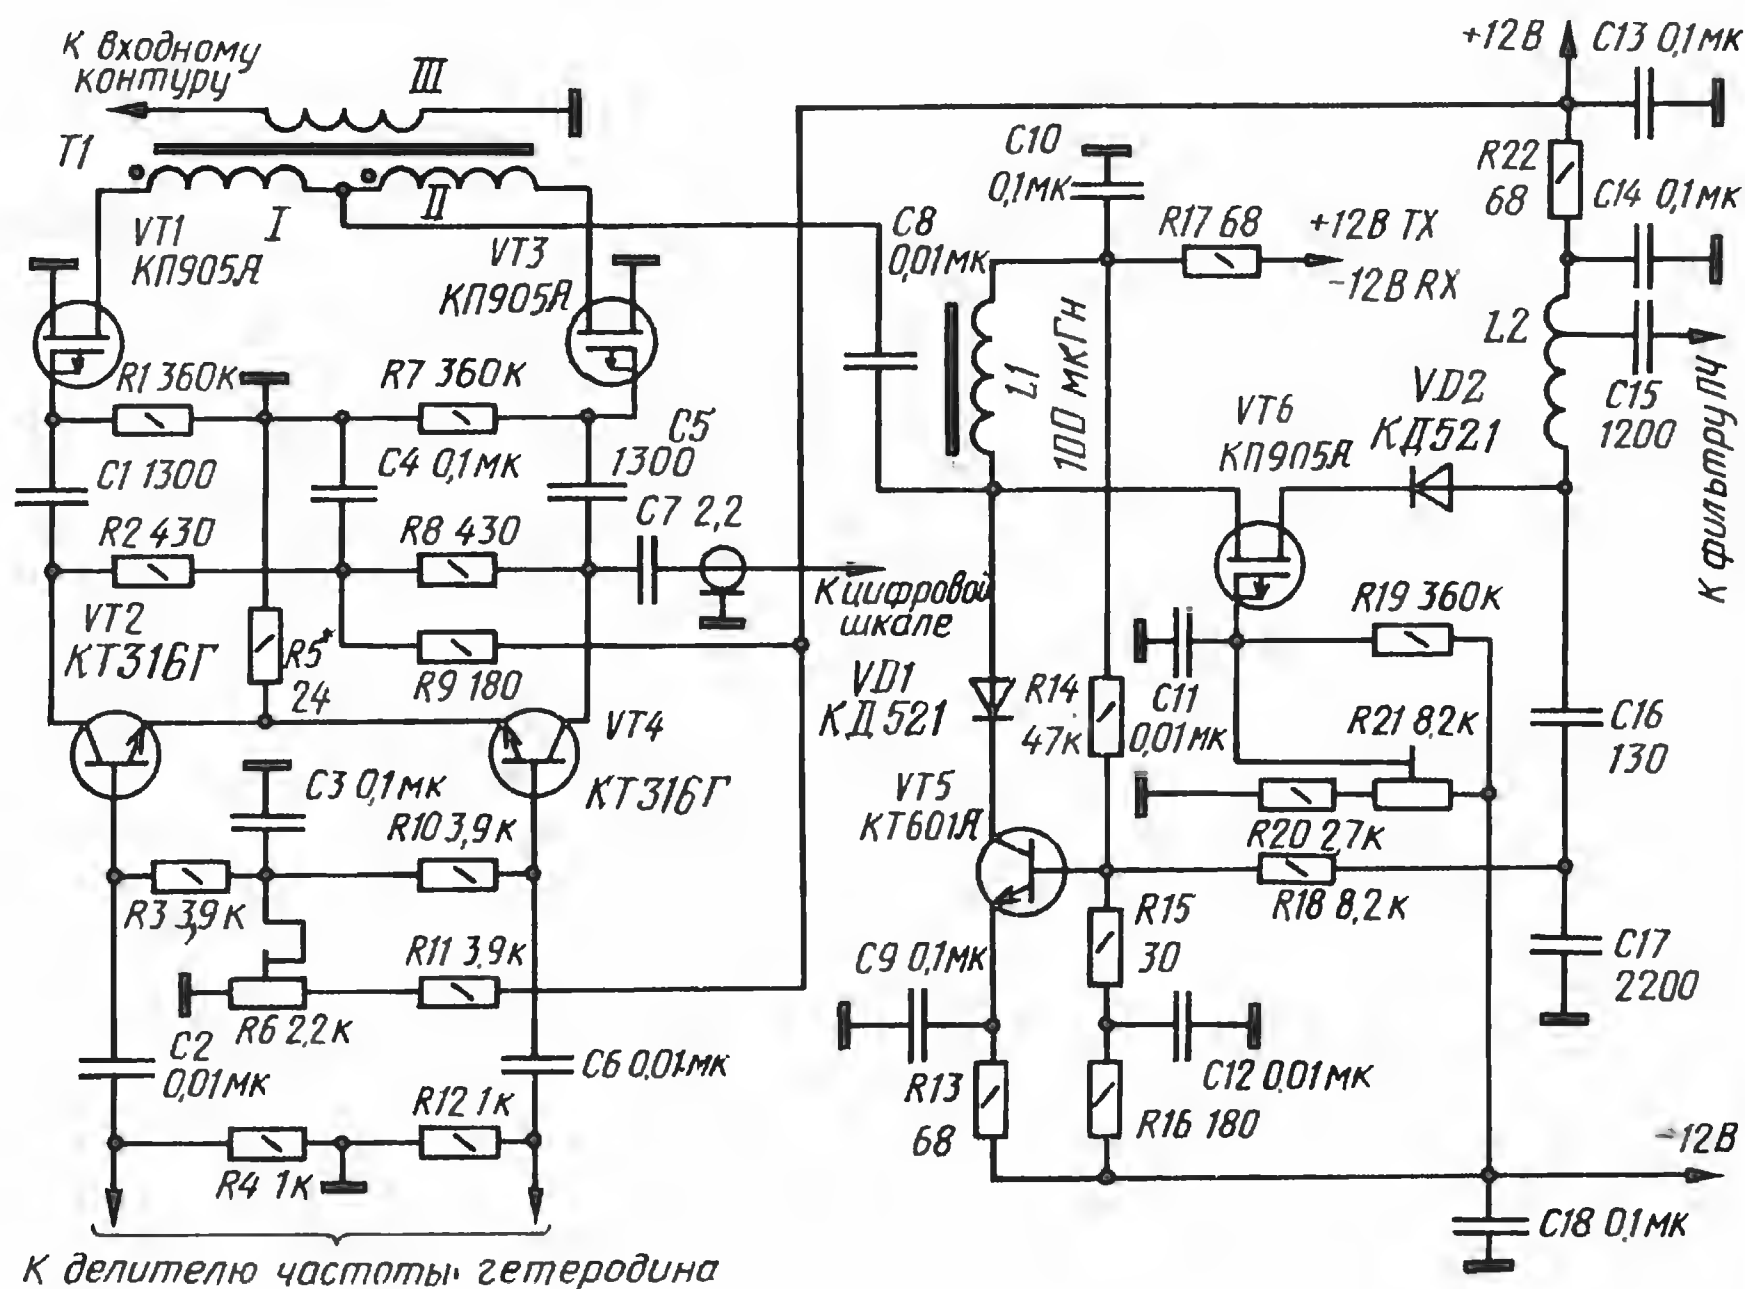 К входному
контуру
III
T1
I
II
VT1
КП905А
VT3
КП905А
R1 360к
R7 360к
C1 1300
C4 0,1мк
C5
1300
R2 430
R8 430
C7 2,2
К цифровой
шкале
VT2
КТ316Г
R5*
24
R9 180
VT4
КТ316Г
C3 0,1мк
R10 3,9к
R3 3,9к
R11 3,9к
R6 2,2к
C2
0,01мк
C6 0,01мк
R12 1к
R4 1к
К делителю частоты гетеродина
+12В
C13 0,1мк
C10
0,1мк
R22
68
C14 0,1мк
C8
0,01мк
R17 68
+12В TX
-12В RX
L1
100 мкГн
L2
VD2
КД521
C15
1200
К фильтру ПЧ
VT6
КП905А
VD1
КД521
R14
47к
C11
0,01мк
R19 360к
R21 8,2к
C16
130
VT5
КТ601А
R20 2,7к
R18 8,2к
R15
30
C9 0,1мк
C17
2200
R13
68
C12 0,01мк
R16 180
-12В
C18 0,1мк